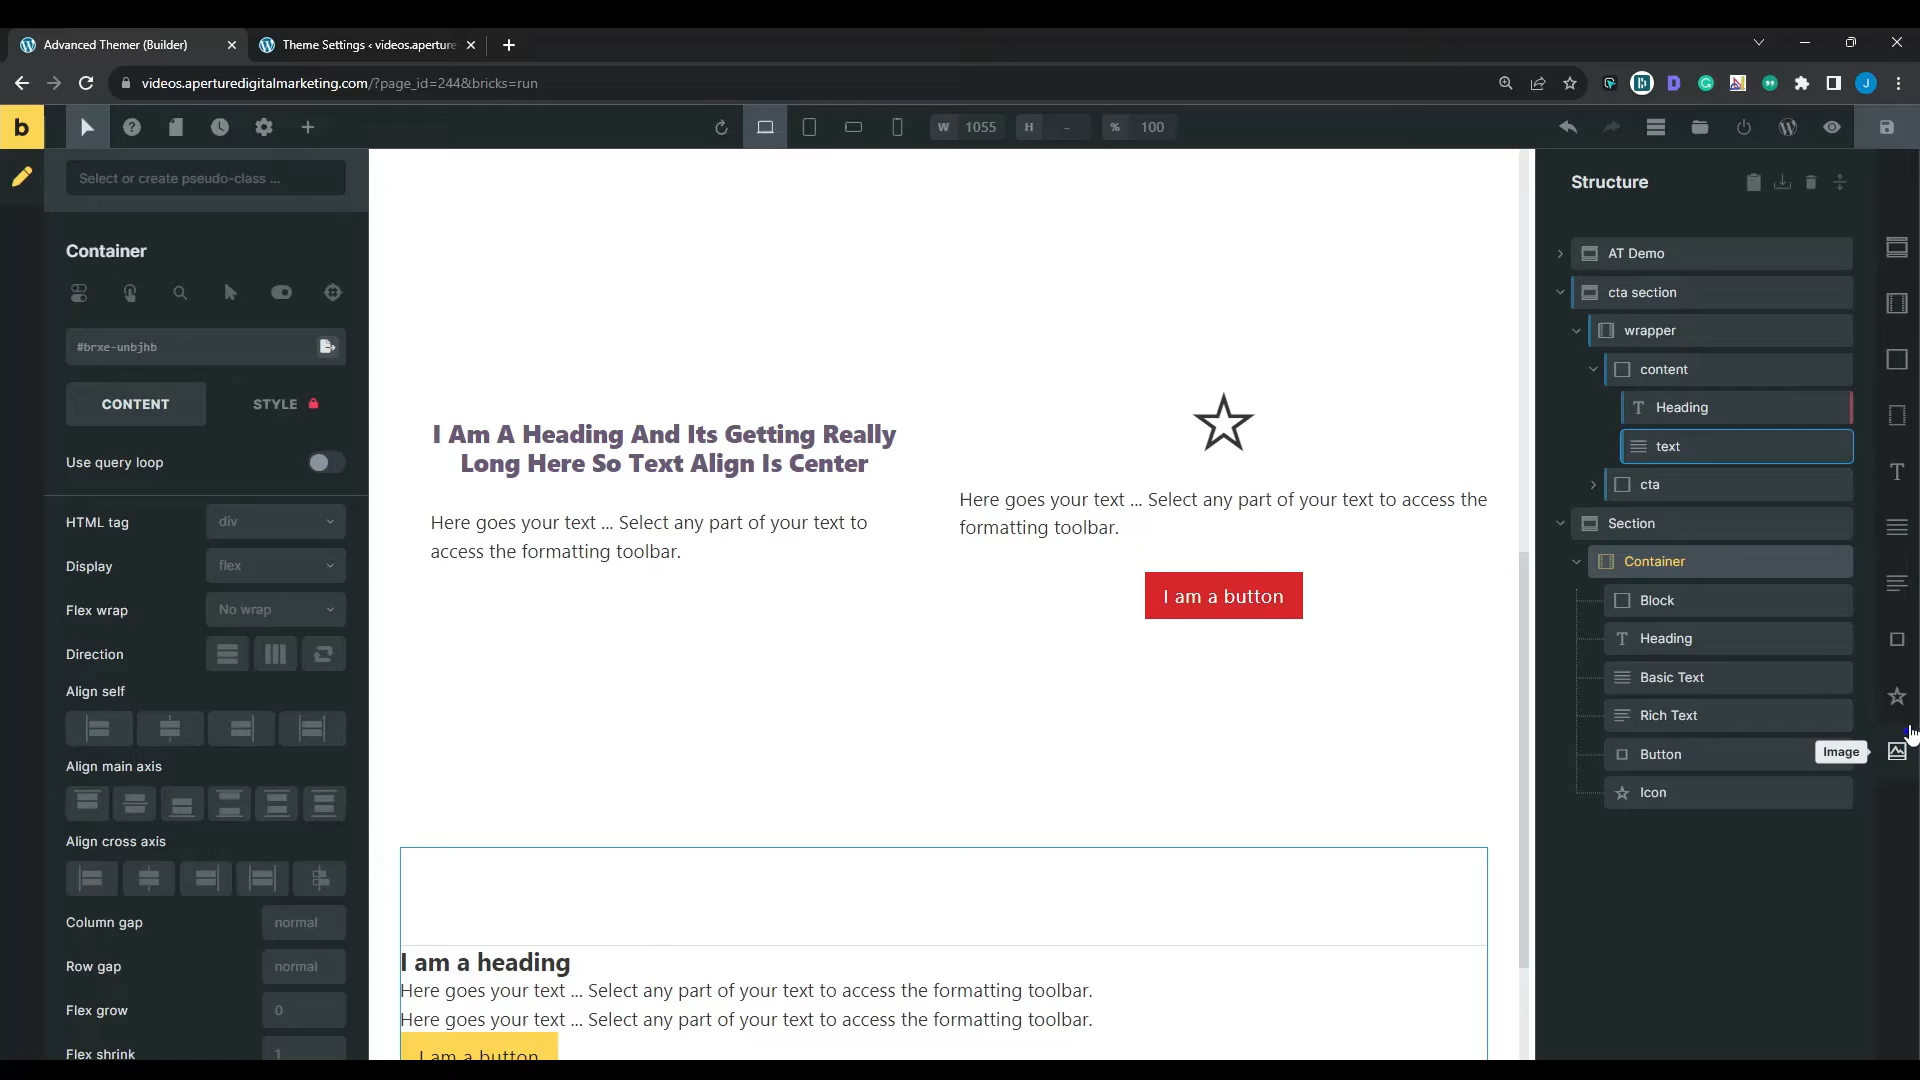 Advanced Themer (Builder)
Theme Settings ‹ videos.aperture
videos.aperturedigitalmarketing.com/?page_id=244&bricks=run
b
W 1055
H -
% 100
Select or create pseudo-class ...
Container
#brxe-unbjhb
CONTENT
STYLE
Use query loop
HTML tag
div
Display
flex
Flex wrap
No wrap
Direction
Align self
Align main axis
Align cross axis
Column gap
normal
Row gap
normal
Flex grow
0
Flex shrink
1
I Am A Heading And Its Getting Really
Long Here So Text Align Is Center
Here goes your text ... Select any part of your text to
access the formatting toolbar.
Here goes your text ... Select any part of your text to access the
formatting toolbar.
I am a button
I am a heading
Here goes your text ... Select any part of your text to access the formatting toolbar.
Here goes your text ... Select any part of your text to access the formatting toolbar.
I am a button
Structure
AT Demo
cta section
wrapper
content
Heading
text
cta
Section
Container
Block
Heading
Basic Text
Rich Text
Button
Image
Icon